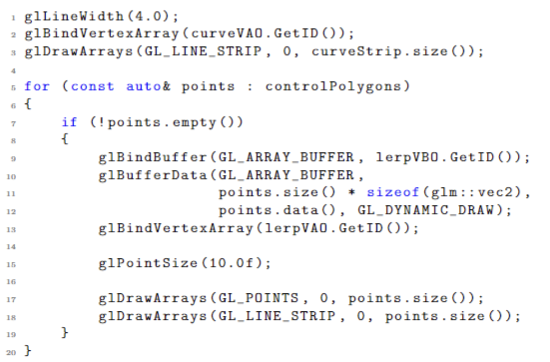 1 glLineWidth(4.0);
2 glBindVertexArray(curveVAO.GetID());
3 glDrawArrays(GL_LINE_STRIP, 0, curveStrip.size());
4
5 for (const auto& points : controlPolygons)
6 {
7     if (!points.empty())
8     {
9         glBindBuffer(GL_ARRAY_BUFFER, lerpVBO.GetID());
10         glBufferData(GL_ARRAY_BUFFER,
11                      points.size() * sizeof(glm::vec2),
12                      points.data(), GL_DYNAMIC_DRAW);
13         glBindVertexArray(lerpVAO.GetID());
14
15         glPointSize(10.0f);
16
17         glDrawArrays(GL_POINTS, 0, points.size());
18         glDrawArrays(GL_LINE_STRIP, 0, points.size());
19     }
20 }